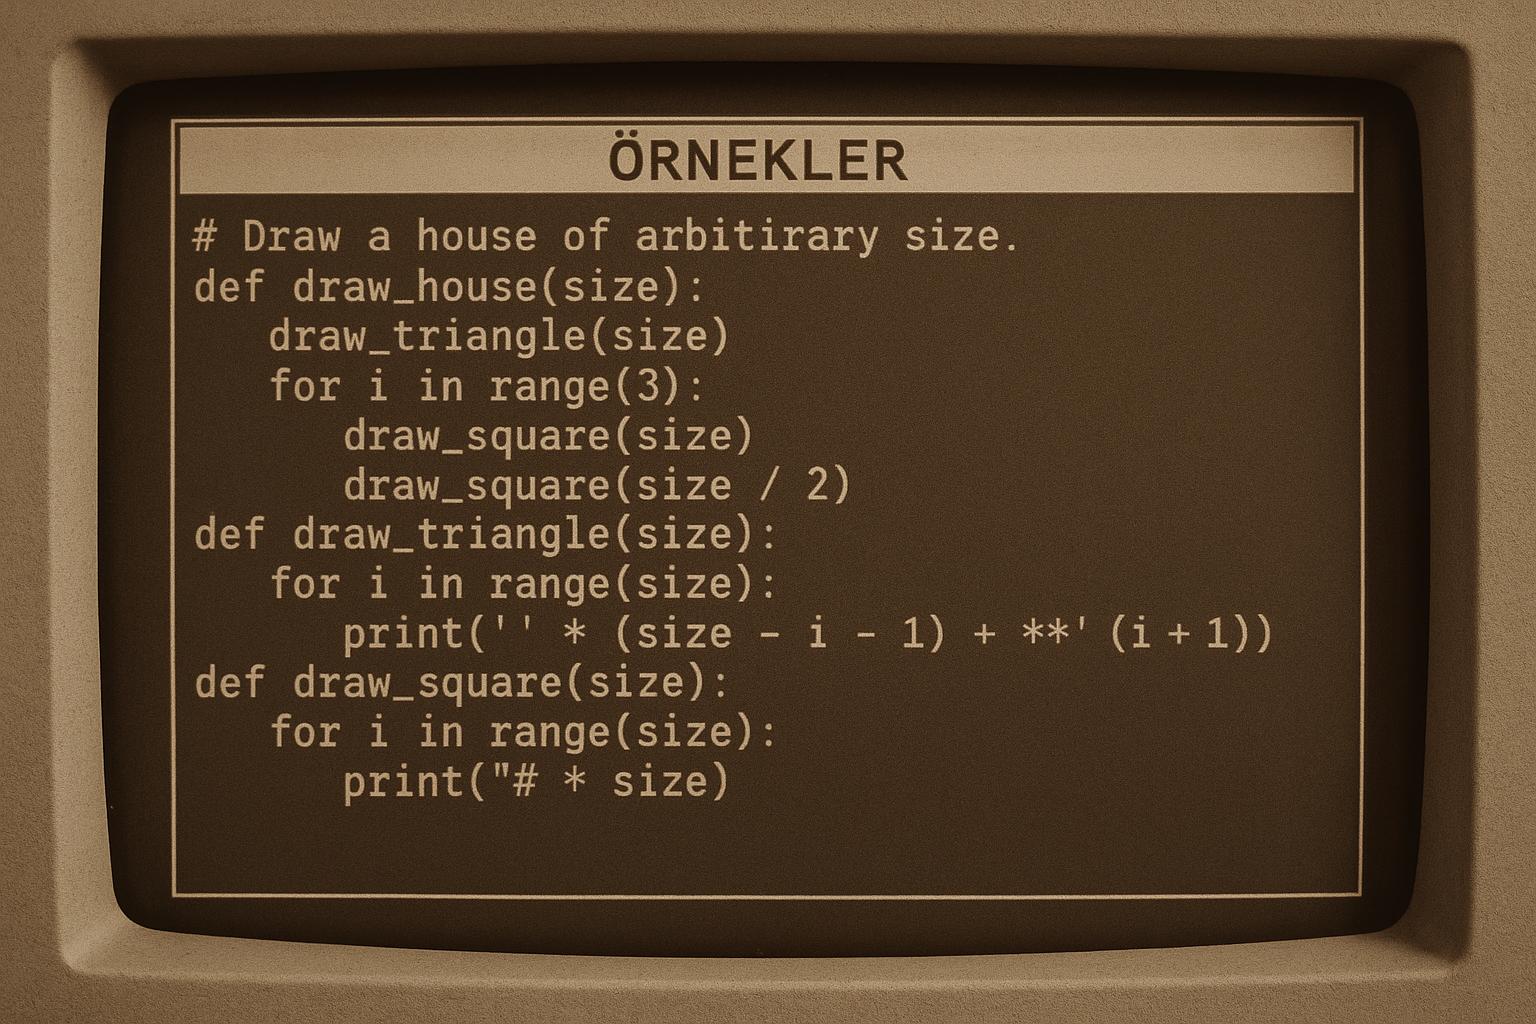 ÖRNEKLER
# Draw a house of arbitirary size.
def draw_house(size):
   draw_triangle(size)
   for i in range(3):
      draw_square(size)
      draw_square(size / 2)
def draw_triangle(size):
   for i in range(size):
      print('' * (size - i - 1) + **' (i + 1))
def draw_square(size):
   for i in range(size):
      print("# * size)